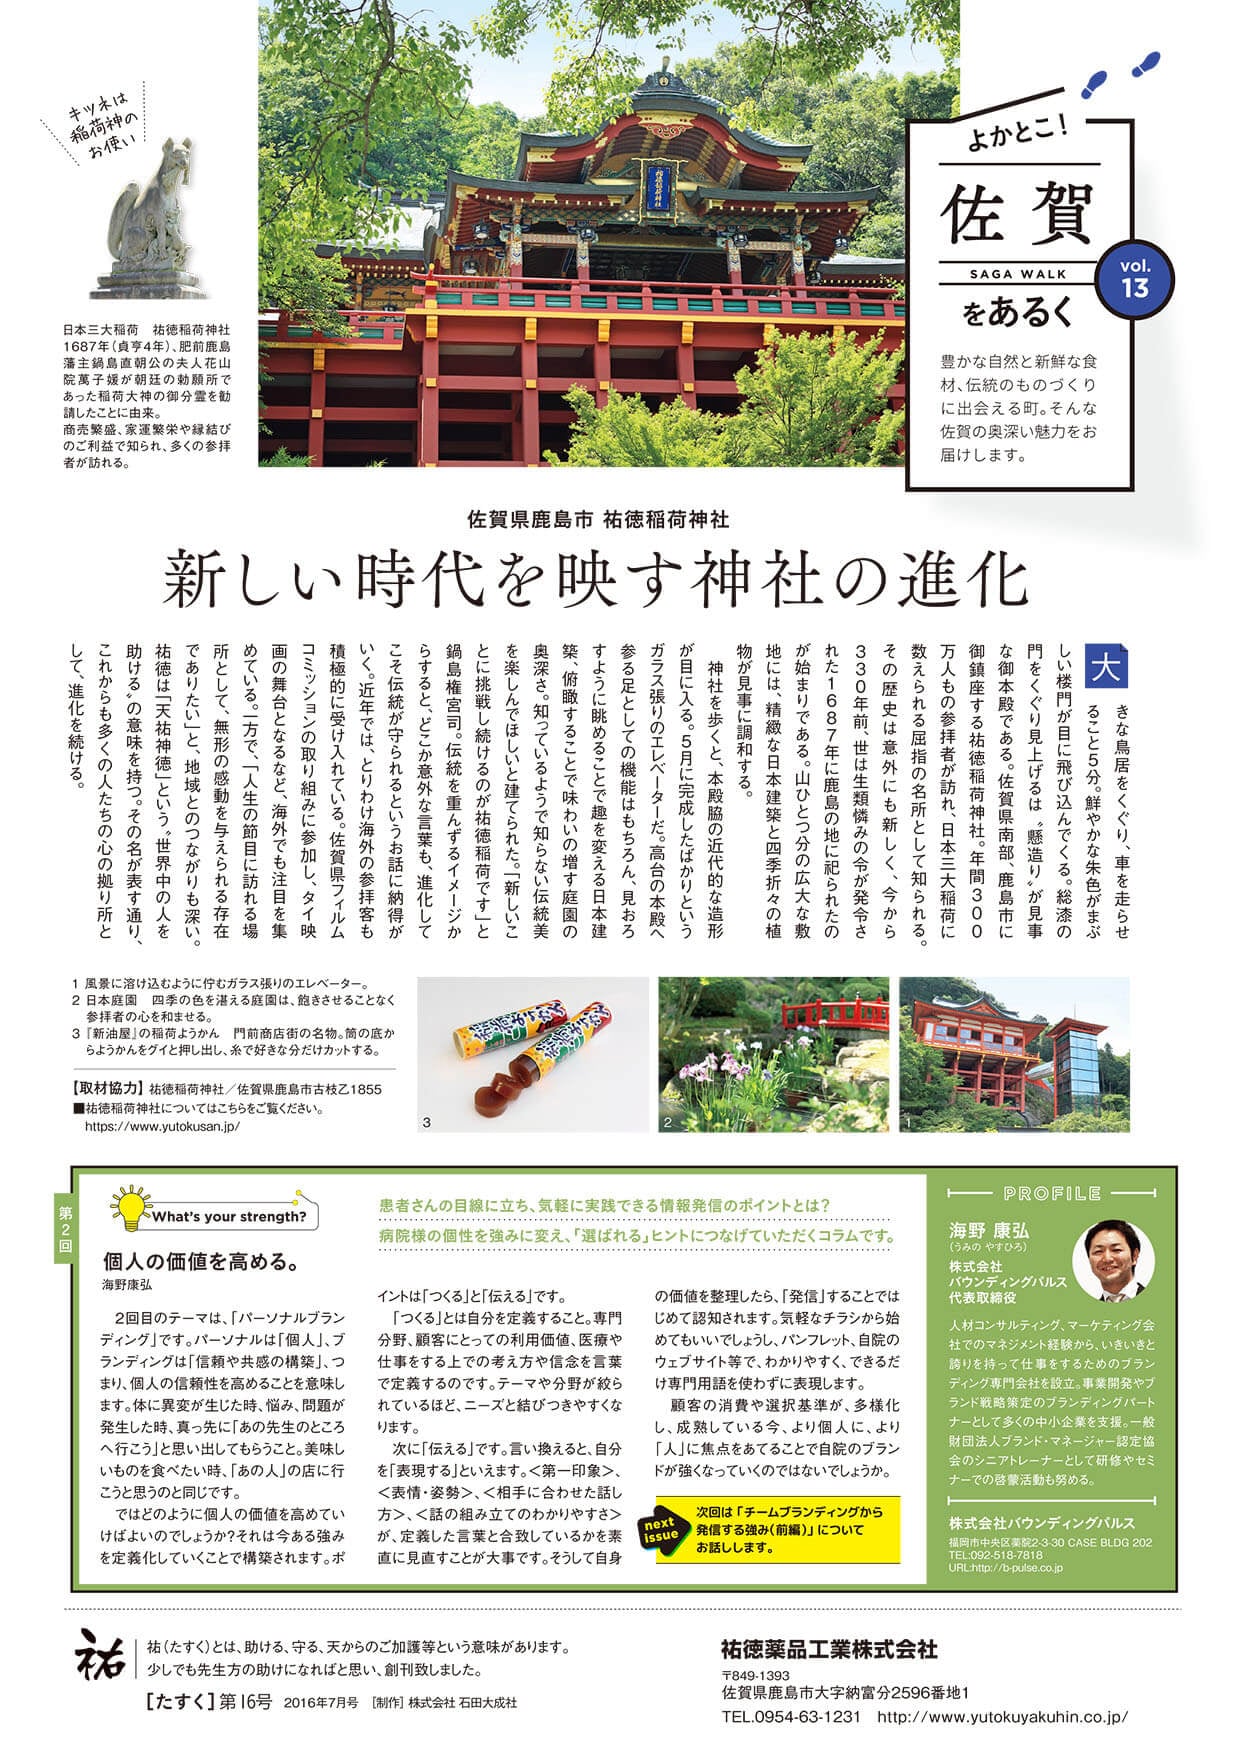 キツネは
稲荷神の
お使い
日本三大稲荷　祐徳稲荷神社
1687年（貞亨4年）、肥前鹿島
藩主鍋島直朝公の夫人花山
院萬子媛が朝廷の勅願所で
あった稲荷大神の御分霊を勧
請したことに由来。
商売繁盛、家運繁栄や縁結び
のご利益で知られ、多くの参拝
者が訪れる。
祐徳稲荷神社
よかとこ！
佐賀
SAGA WALK
をあるく
vol.
13
豊かな自然と新鮮な食
材、伝統のものづくり
に出会える町。そんな
佐賀の奥深い魅力をお
届けします。
佐賀県鹿島市 祐徳稲荷神社
新しい時代を映す神社の進化
大きな鳥居をくぐり、車を走らせ
ること5分。鮮やかな朱色がまぶ
しい楼門が目に飛び込んでくる。総漆の
門をくぐり見上げるは〝懸造り〟が見事
な御本殿である。佐賀県南部、鹿島市に
御鎮座する祐徳稲荷神社。年間300
万人もの参拝者が訪れ、日本三大稲荷に
数えられる屈指の名所として知られる。
その歴史は意外にも新しく、今から
330年前、世は生類憐みの令が発令さ
れた1687年に鹿島の地に祀られたの
が始まりである。山ひとつ分の広大な敷
地には、精緻な日本建築と四季折々の植
物が見事に調和する。
神社を歩くと、本殿脇の近代的な造形
が目に入る。5月に完成したばかりという
ガラス張りのエレベーターだ。高台の本殿へ
参る足としての機能はもちろん、見おろ
すように眺めることで趣を変える日本建
築、俯瞰することで味わいの増す庭園の
奥深さ。知っているようで知らない伝統美
を楽しんでほしいと建てられた。「新しいこ
とに挑戦し続けるのが祐徳稲荷です」と
鍋島権宮司。伝統を重んずるイメージか
らすると、どこか意外な言葉も、進化して
こそ伝統が守られるというお話に納得が
いく。近年では、とりわけ海外の参拝客も
積極的に受け入れている。佐賀県フィルム
コミッションの取り組みに参加し、タイ映
画の舞台となるなど、海外でも注目を集
めている。一方で、「人生の節目に訪れる場
所として、無形の感動を与えられる存在
でありたい」と、地域とのつながりも深い。
祐徳は「天祐神徳」という〝世界中の人を
助ける〟の意味を持つ。その名が表す通り、
これからも多くの人たちの心の拠り所と
して、進化を続ける。
1 風景に溶け込むように佇むガラス張りのエレベーター。
2 日本庭園　四季の色を湛える庭園は、飽きさせることなく
参拝者の心を和ませる。
3 『新油屋』の稲荷ようかん　門前商店街の名物。筒の底か
らようかんをグイと押し出し、糸で好きな分だけカットする。
【取材協力】 祐徳稲荷神社／佐賀県鹿島市古枝乙1855
■祐徳稲荷神社についてはこちらをご覧ください。
https://www.yutokusan.jp/
3
2
1
第2回
What's your strength?
患者さんの目線に立ち、気軽に実践できる情報発信のポイントとは？
病院様の個性を強みに変え、「選ばれる」ヒントにつなげていただくコラムです。
個人の価値を高める。
海野康弘
2回目のテーマは、「パーソナルブラン
ディング」です。パーソナルは「個人」、ブ
ランディングは「信頼や共感の構築」、つ
まり、個人の信頼性を高めることを意味し
ます。体に異変が生じた時、悩み、問題が
発生した時、真っ先に「あの先生のところ
へ行こう」と思い出してもらうこと。美味し
いものを食べたい時、「あの人」の店に行
こうと思うのと同じです。
ではどのように個人の価値を高めてい
けばよいのでしょうか？それは今ある強み
を定義化していくことで構築されます。ポ
イントは「つくる」と「伝える」です。
「つくる」とは自分を定義すること。専門
分野、顧客にとっての利用価値、医療や
仕事をする上での考え方や信念を言葉
で定義するのです。テーマや分野が絞ら
れているほど、ニーズと結びつきやすくな
ります。
次に「伝える」です。言い換えると、自分
を「表現する」といえます。＜第一印象＞、
＜表情・姿勢＞、＜相手に合わせた話し
方＞、＜話の組み立てのわかりやすさ＞
が、定義した言葉と合致しているかを素
直に見直すことが大事です。そうして自身
の価値を整理したら、「発信」することでは
じめて認知されます。気軽なチラシから始
めてもいいでしょうし、パンフレット、自院の
ウェブサイト等で、わかりやすく、できるだ
け専門用語を使わずに表現します。
顧客の消費や選択基準が、多様化
し、成熟している今、より個人に、より
「人」に焦点をあてることで自院のブラン
ドが強くなっていくのではないでしょうか。
next
issue
次回は「チームブランディングから
発信する強み（前編）」について
お話しします。
PROFILE
海野 康弘
（うみの やすひろ）
株式会社
バウンディングパルス
代表取締役
人材コンサルティング、マーケティング会
社でのマネジメント経験から、いきいきと
誇りを持って仕事をするためのブラン
ディング専門会社を設立。事業開発やブ
ランド戦略策定のブランディングパート
ナーとして多くの中小企業を支援。一般
財団法人ブランド・マネージャー認定協
会のシニアトレーナーとして研修やセミ
ナーでの啓蒙活動も努める。
株式会社バウンディングパルス
福岡市中央区薬院2-3-30 CASE BLDG 202
TEL:092-518-7818
URL:http://b-pulse.co.jp
祐
祐（たすく）とは、助ける、守る、天からのご加護等という意味があります。
少しでも先生方の助けになればと思い、創刊致しました。
［たすく］第16号　2016年7月号　［制作］株式会社 石田大成社
祐徳薬品工業株式会社
〒849-1393
佐賀県鹿島市大字納富分2596番地1
TEL.0954-63-1231　http://www.yutokuyakuhin.co.jp/